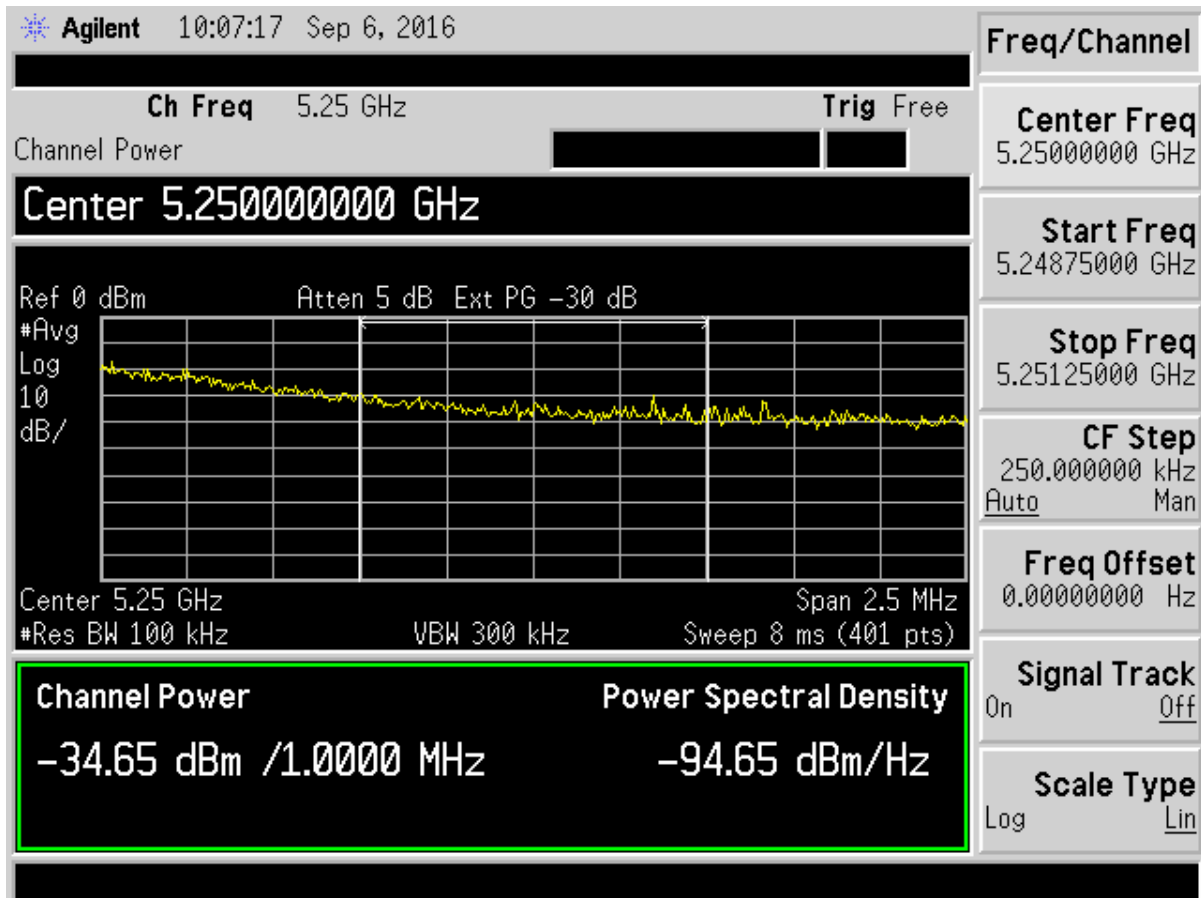 Agilent 10:07:17 Sep 6, 2016
Ch Freq 5.25 GHz Trig Free
Channel Power
Center 5.250000000 GHz
Ref 0 dBm Atten 5 dB Ext PG -30 dB
#Avg
Log
10
dB/
Center 5.25 GHz Span 2.5 MHz
#Res BW 100 kHz VBW 300 kHz Sweep 8 ms (401 pts)
Channel Power Power Spectral Density
-34.65 dBm /1.0000 MHz -94.65 dBm/Hz
Freq/Channel
Center Freq
5.25000000 GHz
Start Freq
5.24875000 GHz
Stop Freq
5.25125000 GHz
CF Step
250.000000 kHz
Auto Man
Freq Offset
0.00000000 Hz
Signal Track
On Off
Scale Type
Log Lin